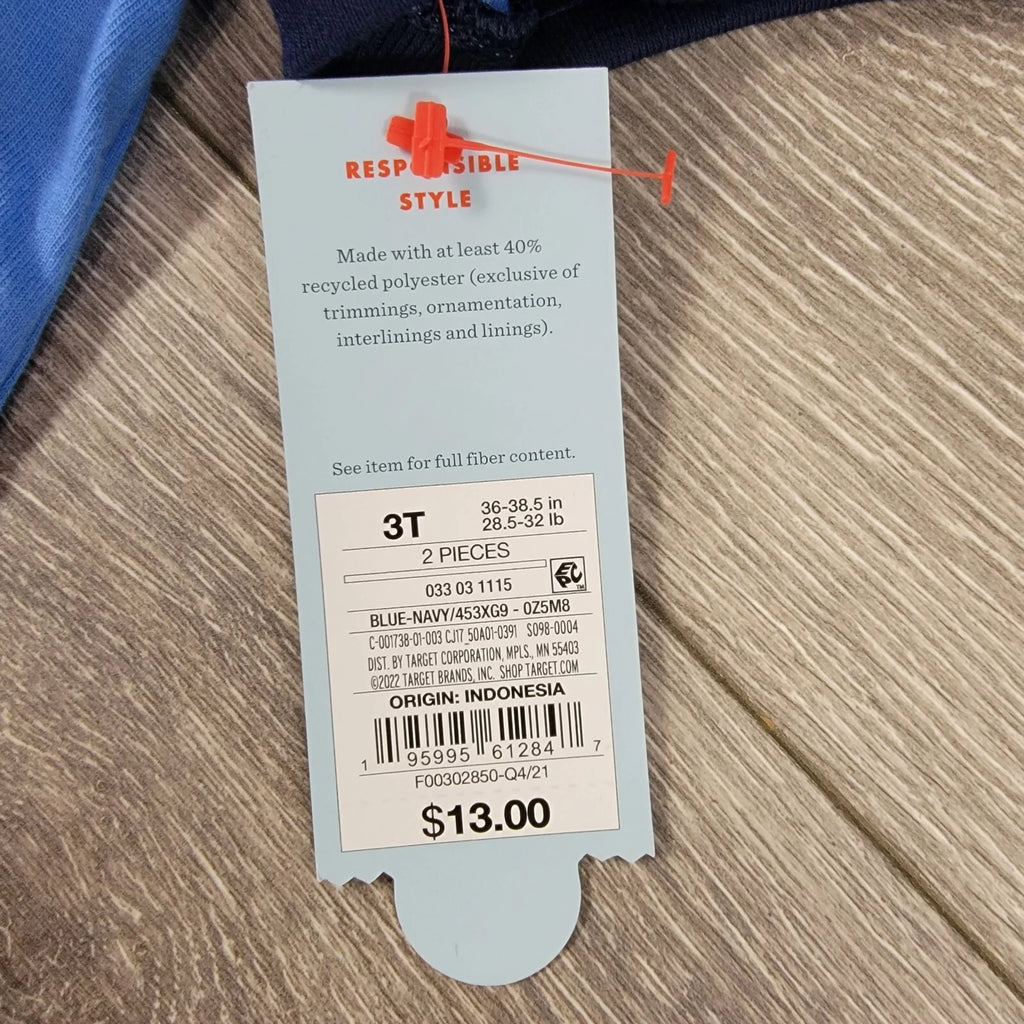 RESPONSIBLE
STYLE
Made with at least 40%
recycled polyester (exclusive of
trimmings, ornamentation,
interlinings and linings).
See item for full fiber content.
3T
36-38.5 in
28.5-32 lb
2 PIECES
033 03 1115
EPC™
BLUE-NAVY/453XG9 - 0Z5M8
C-001738-01-003 CJ17_50A01-0391 S098-0004
DIST. BY TARGET CORPORATION, MPLS., MN 55403
©2022 TARGET BRANDS, INC. SHOP TARGET.COM
ORIGIN: INDONESIA
1 95995 61284 7
F00302850-Q4/21
$13.00